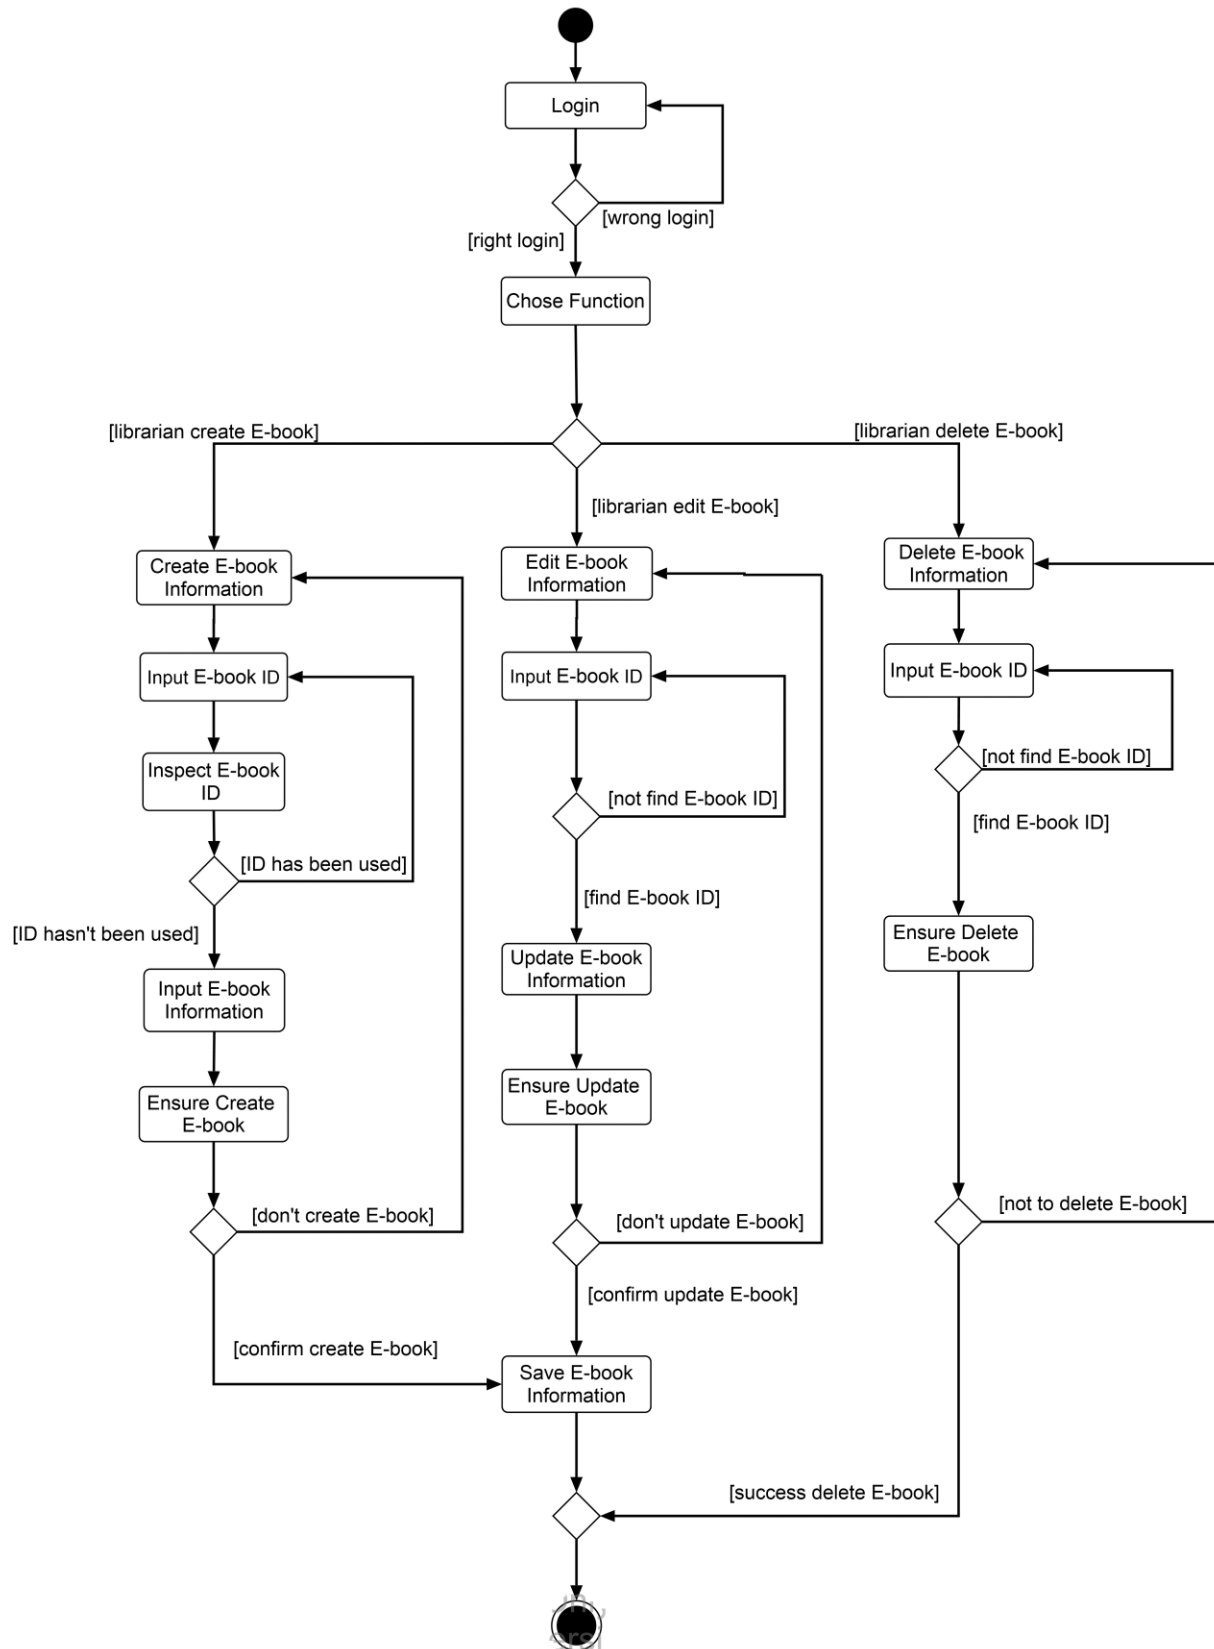 Login
[wrong login]
[right login]
Chose Function
[librarian create E-book]
[librarian delete E-book]
[librarian edit E-book]
Create E-book
Information
Edit E-book
Information
Delete E-book
Information
Input E-book ID
Input E-book ID
Input E-book ID
Inspect E-book
ID
[not find E-book ID]
[not find E-book ID]
[find E-book ID]
[ID has been used]
[find E-book ID]
[ID hasn't been used]
Ensure Delete
E-book
Update E-book
Information
Input E-book
Information
Ensure Update
E-book
Ensure Create
E-book
[don't create E-book]
[don't update E-book]
[not to delete E-book]
[confirm update E-book]
[confirm create E-book]
Save E-book
Information
[success delete E-book]